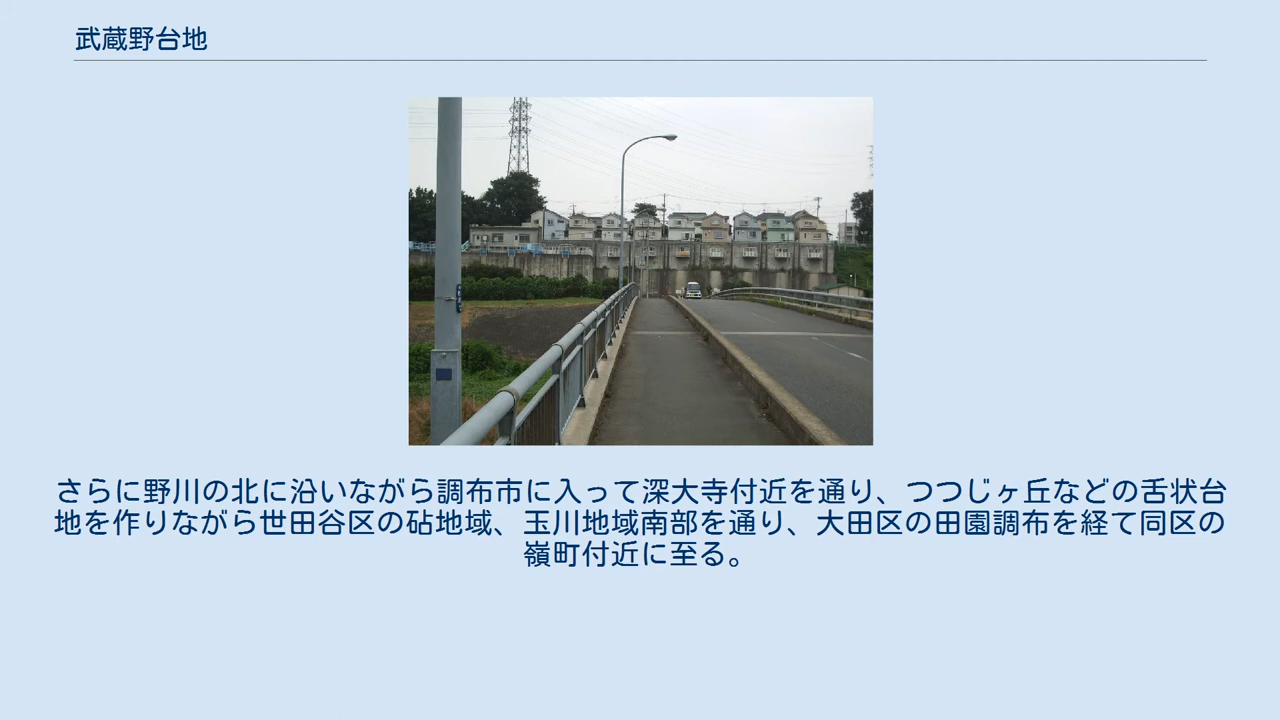 武蔵野台地
さらに野川の北に沿いながら調布市に入って深大寺付近を通り、つつじヶ丘などの舌状台
地を作りながら世田谷区の砧地域、玉川地域南部を通り、大田区の田園調布を経て同区の
嶺町付近に至る。